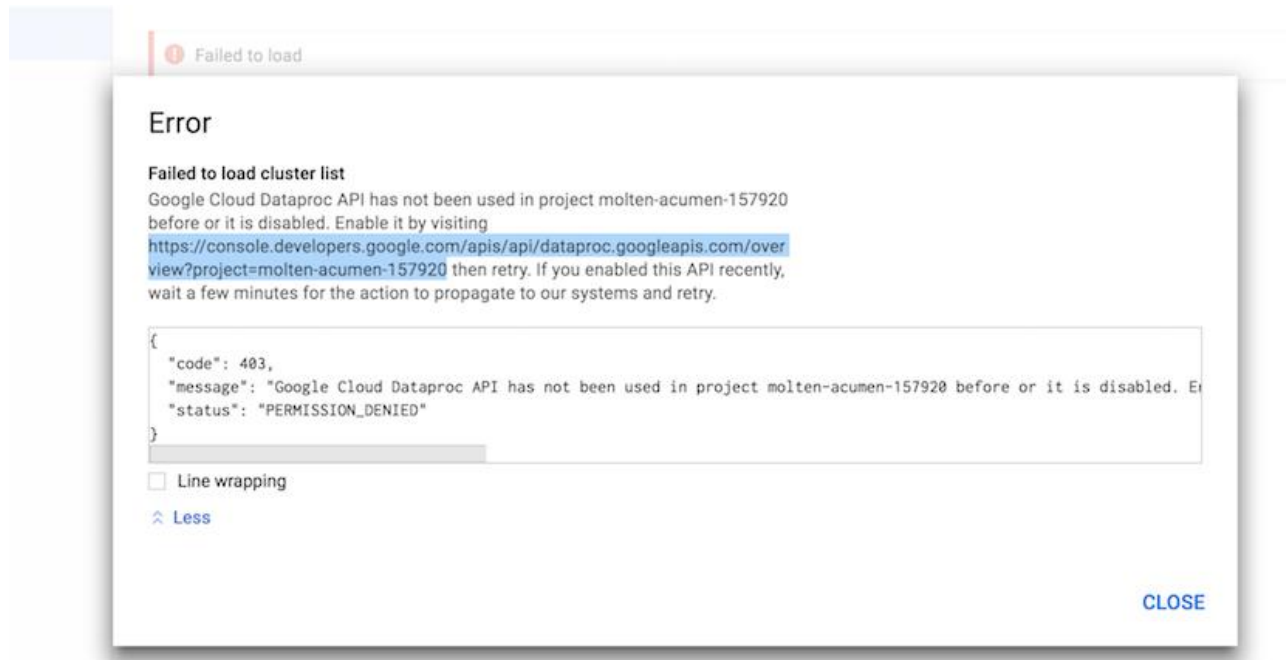 Failed to load
Error
Failed to load cluster list
Google Cloud Dataproc API has not been used in project molten-acumen-157920
before or it is disabled. Enable it by visiting
https://console.developers.google.com/apis/api/dataproc.googleapis.com/over
view?project=molten-acumen-157920 then retry. If you enabled this API recently,
wait a few minutes for the action to propagate to our systems and retry.
{
"code": 403,
"message": "Google Cloud Dataproc API has not been used in project molten-acumen-157920 before or it is disabled.
"status": "PERMISSION_DENIED"
}
Line wrapping
Less
CLOSE